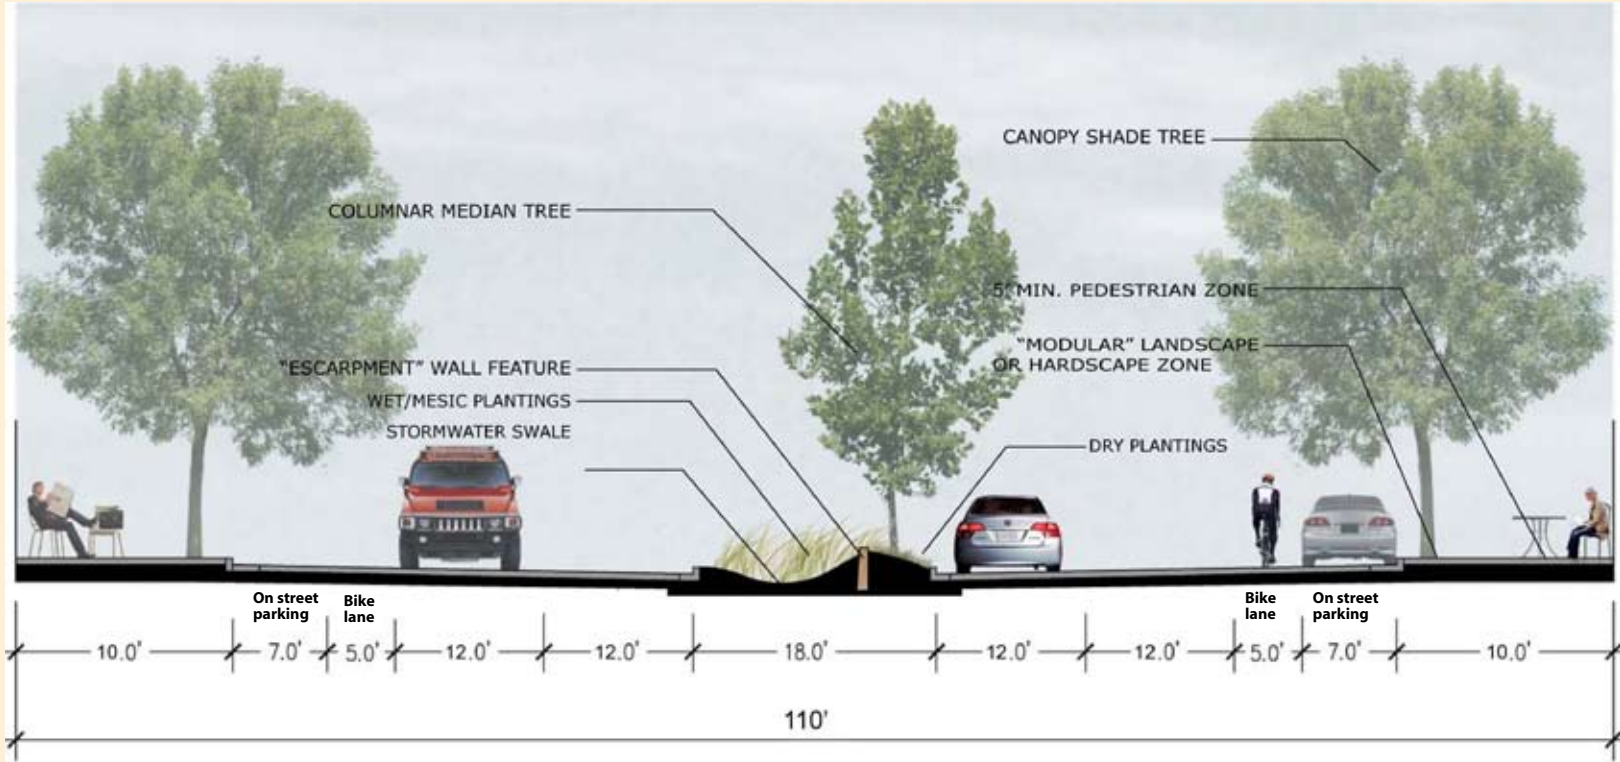 CANOPY SHADE TREE
COLUMNAR MEDIAN TREE
5' MIN. PEDESTRIAN ZONE
"MODULAR" LANDSCAPE
OR HARDSCAPE ZONE
"ESCARPMENT" WALL FEATURE
WET/MESIC PLANTINGS
STORMWATER SWALE
DRY PLANTINGS
On street
parking
Bike
lane
Bike
lane
On street
parking
10.0' 7.0' 5.0' 12.0' 12.0' 18.0' 12.0' 12.0' 5.0' 7.0' 10.0'
110'